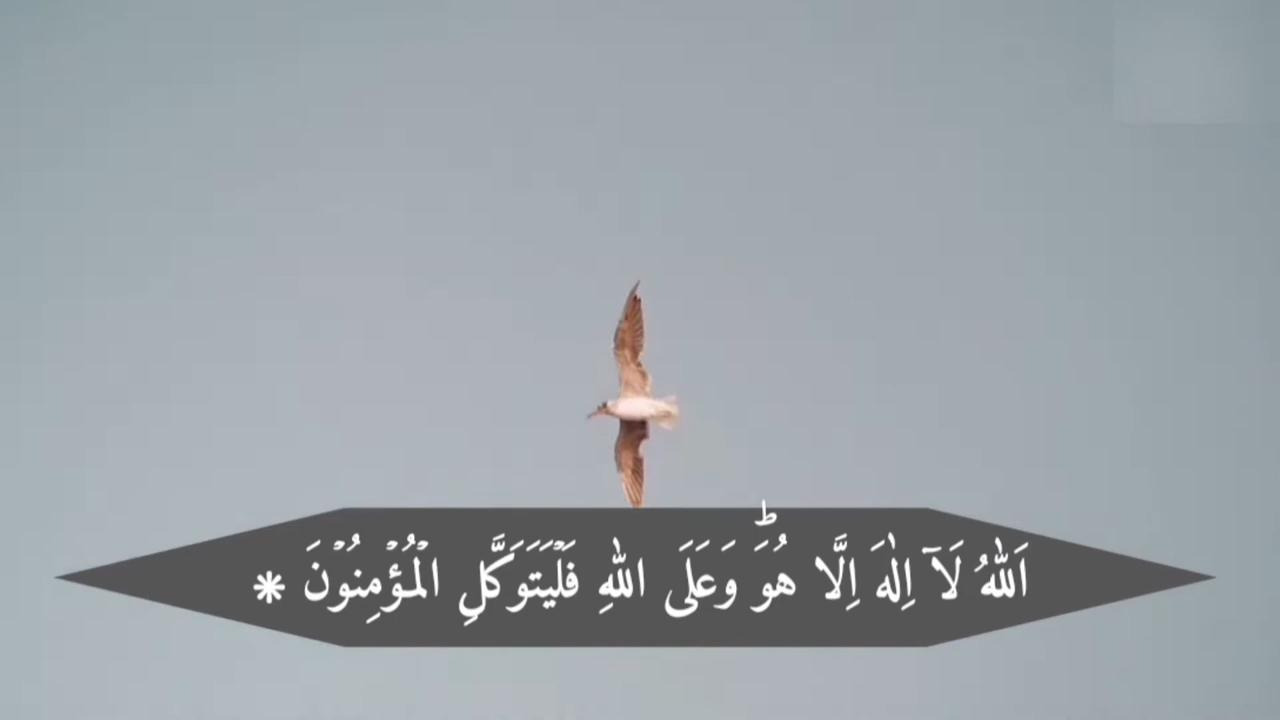 اَللّٰهُ لَاۤ اِلٰهَ اِلَّا هُوَ ؕ وَعَلَى اللّٰهِ فَلۡيَتَوَكَّلِ الۡمُؤۡمِنُوۡنَ *